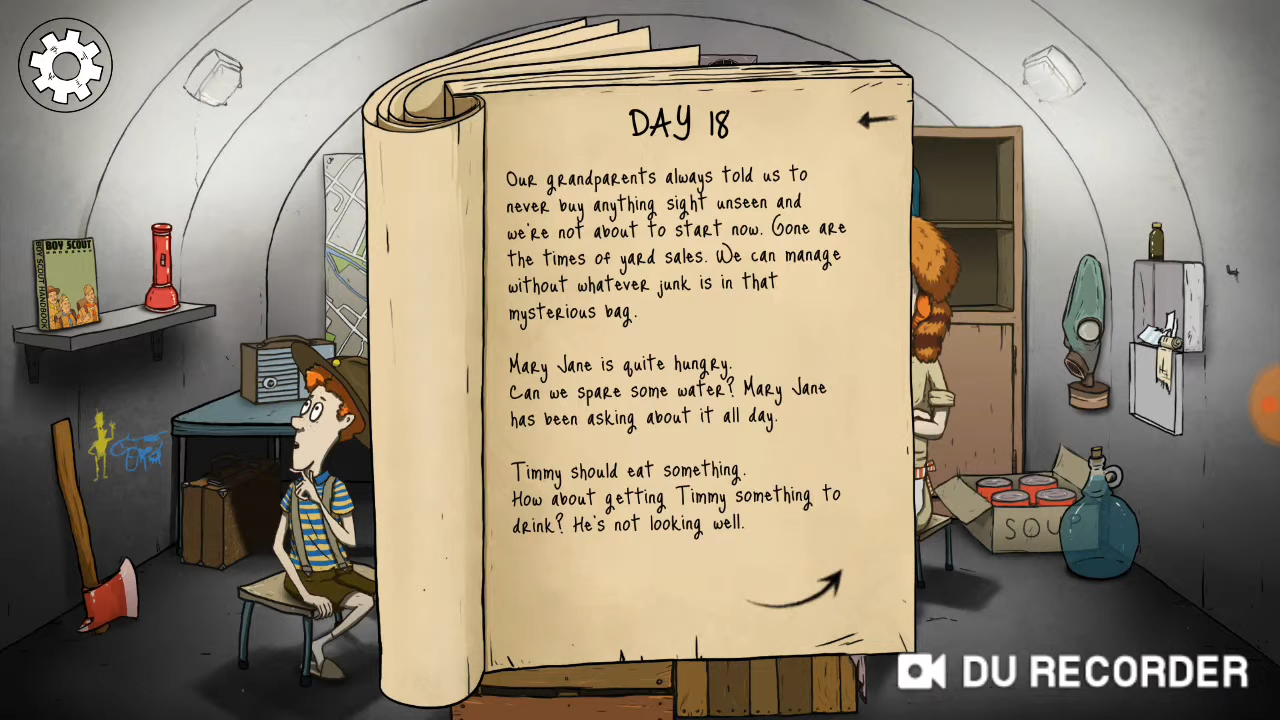 DAY 18
Our grandparents always told us to
never buy anything sight unseen and
we're not about to start now. Gone are
the times of yard sales. We can manage
without whatever junk is in that
mysterious bag.
Mary Jane is quite hungry.
Can we spare some water? Mary Jane
has been asking about it all day.
Timmy should eat something.
How about getting Timmy something to
drink? He's not looking well.
BOY SCOUT
BOY SCOUT HANDBOOK
SOU
DU RECORDER